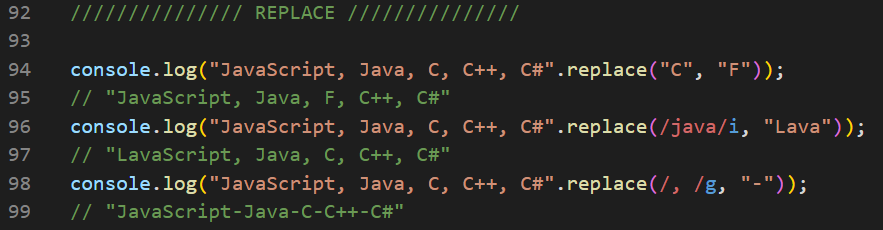 92 /////////////// REPLACE ///////////////
93
94 console.log("JavaScript, Java, C, C++, C#".replace("C", "F"));
95 // "JavaScript, Java, F, C++, C#"
96 console.log("JavaScript, Java, C, C++, C#".replace(/java/i, "Lava"));
97 // "LavaScript, Java, C, C++, C#"
98 console.log("JavaScript, Java, C, C++, C#".replace(/, /g, "-"));
99 // "JavaScript-Java-C-C++-C#"